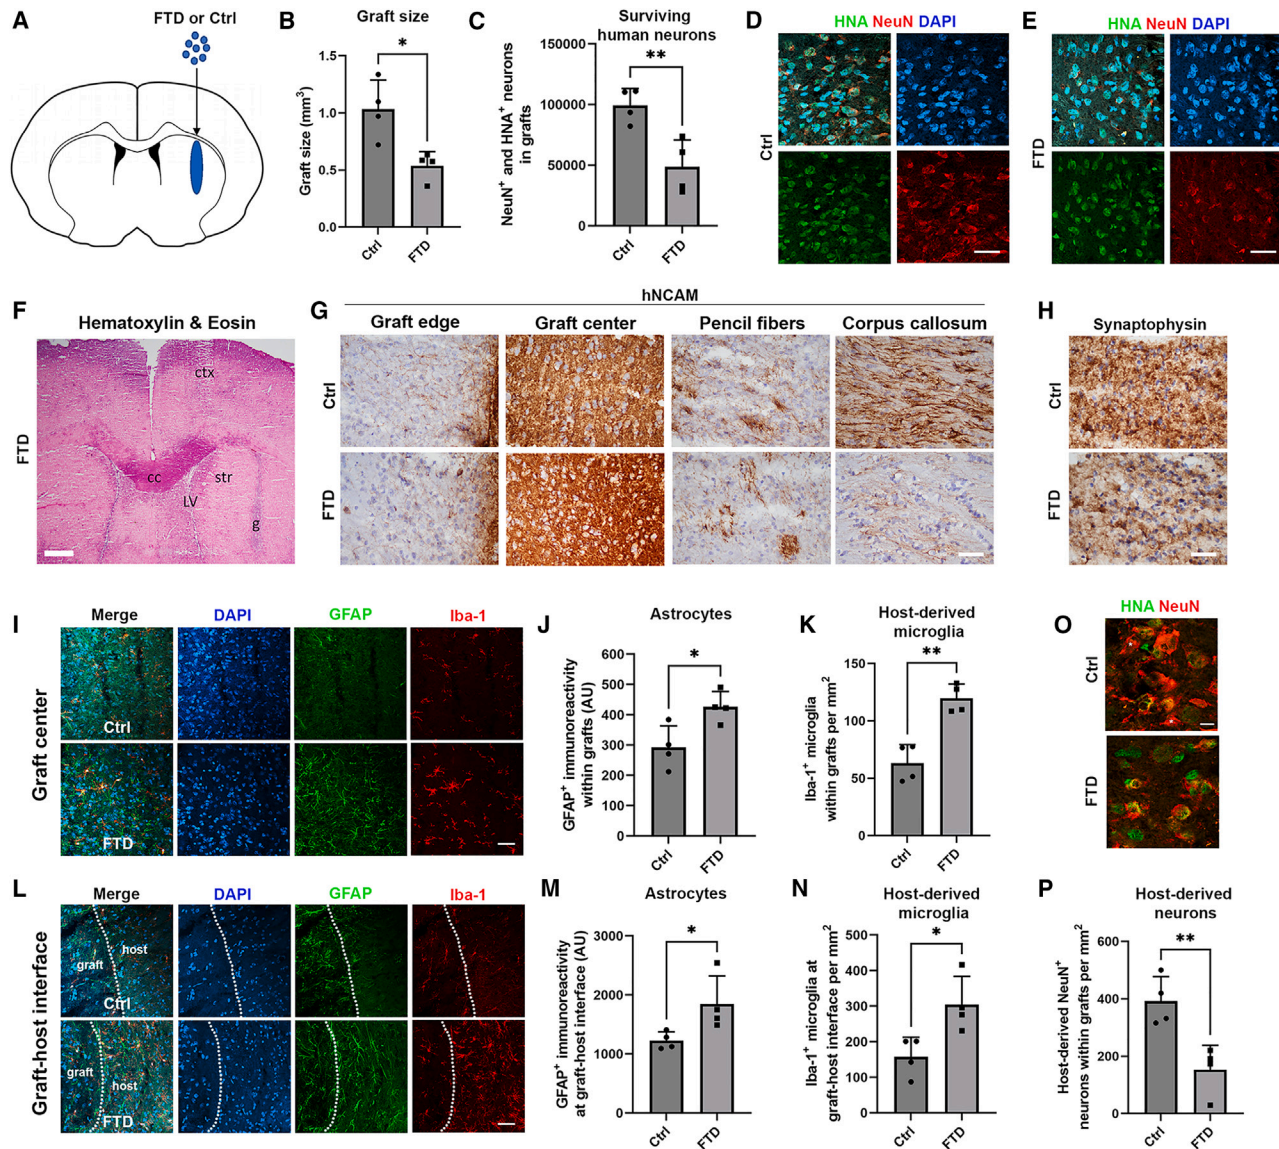 A
FTD or Ctrl
B
Graft size
*
Graft size (mm³)
1.5
1.0
0.5
0.0
Ctrl
FTD
C
Surviving
human neurons
**
NeuN⁺ and HNA⁺ neurons
in grafts
150000
100000
50000
0
Ctrl
FTD
D
HNA NeuN DAPI
Ctrl
E
HNA NeuN DAPI
FTD
F
Hematoxylin & Eosin
FTD
ctx
cc
str
LV
g
G
hNCAM
Graft edge
Graft center
Pencil fibers
Corpus callosum
Ctrl
FTD
H
Synaptophysin
Ctrl
FTD
I
Merge
DAPI
GFAP
Iba-1
Graft center
Ctrl
FTD
J
Astrocytes
*
GFAP⁺ immunoreactivity
within grafts (AU)
600
500
400
300
200
100
0
Ctrl
FTD
K
Host-derived
microglia
**
Iba-1⁺ microglia
within grafts per mm²
150
100
50
0
Ctrl
FTD
O
HNA NeuN
Ctrl
FTD
L
Merge
DAPI
GFAP
Iba-1
Graft-host interface
host
graft
Ctrl
graft
host
FTD
M
Astrocytes
*
GFAP⁺ immunoreactivity
at graft-host interface (AU)
3000
2000
1000
0
Ctrl
FTD
N
Host-derived
microglia
*
Iba-1⁺ microglia at
graft-host interface per mm²
500
400
300
200
100
0
Ctrl
FTD
P
Host-derived
neurons
**
Host-derived NeuN⁺
neurons within grafts per mm²
600
400
200
0
Ctrl
FTD